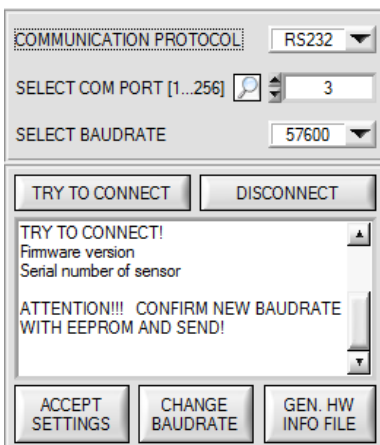 COMMUNICATION PROTOCOL RS232
SELECT COM PORT [1...256] 3
SELECT BAUDRATE 57600
TRY TO CONNECT DISCONNECT
TRY TO CONNECT!
Firmware version
Serial number of sensor
ATTENTION!!! CONFIRM NEW BAUDRATE
WITH EEPROM AND SEND!
ACCEPT CHANGE GEN. HW
SETTINGS BAUDRATE INFO FILE